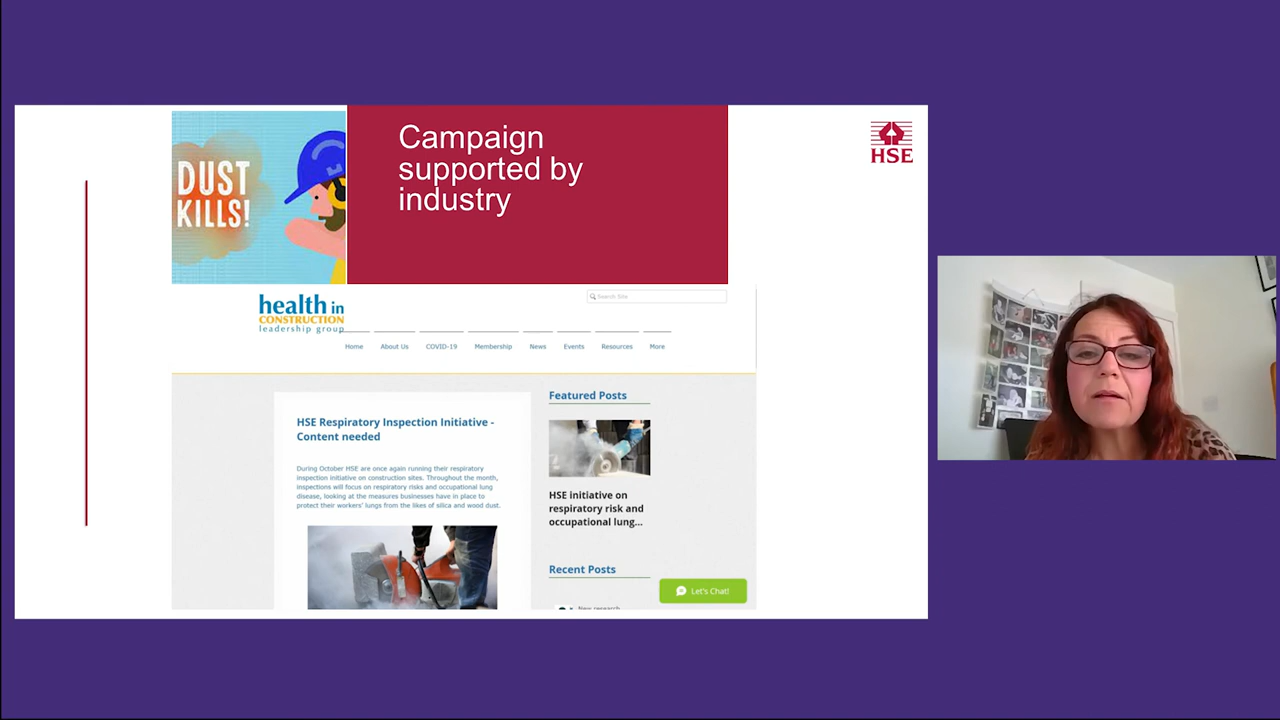 DUST
KILLS!
Campaign
supported by
industry
HSE
health in
CONSTRUCTION
leadership group
Search Site
Home About Us COVID-19 Membership News Events Resources More
HSE Respiratory Inspection Initiative -
Content needed
During October HSE are once again running their respiratory
inspection initiative on construction sites. Throughout the month,
inspections will focus on respiratory risks and occupational lung
disease, looking at the measures businesses have in place to
protect their workers' lungs from the likes of silica and wood dust.
Featured Posts
HSE initiative on
respiratory risk and
occupational lung...
Recent Posts
New research
Let's Chat!